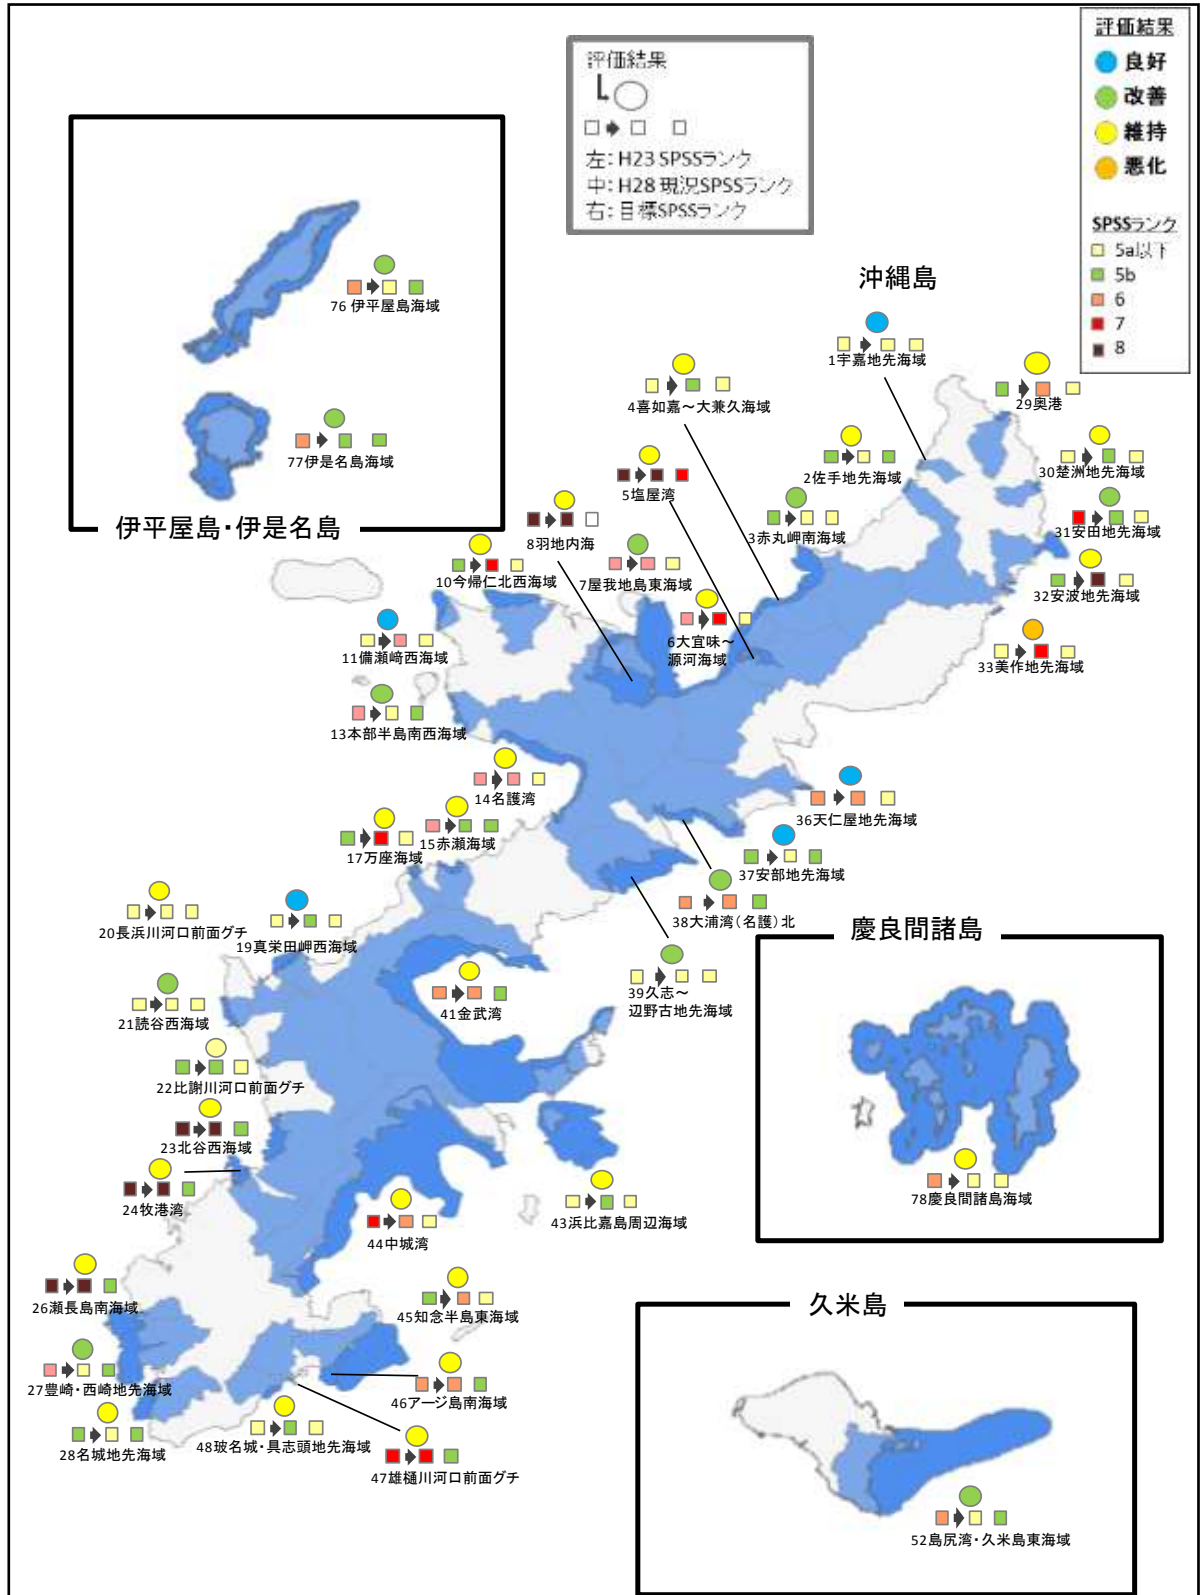 評価結果
良好
改善
維持
悪化
SPSSランク
5a以下
5b
6
7
8
評価結果
左：H23 SPSSランク
中：H28 現況SPSSランク
右：目標SPSSランク
沖縄島
76 伊平屋島海域
77伊是名島海域
伊平屋島・伊是名島
1宇嘉地先海域
4喜如嘉～大兼久海域
29奥港
2佐手地先海域
30楚洲地先海域
5塩屋湾
3赤丸岬南海域
31安田地先海域
8羽地内海
7屋我地島東海域
10今帰仁北西海域
32安波地先海域
6大宜味～
源河海域
11備瀬﨑西海域
33美作地先海域
13本部半島南西海域
14名護湾
36天仁屋地先海域
15赤瀬海域
17万座海域
37安部地先海域
38大浦湾（名護）北
20長浜川河口前面グチ
19真栄田岬西海域
慶良間諸島
39久志～
辺野古地先海域
41金武湾
21読谷西海域
22比謝川河口前面グチ
23北谷西海域
24牧港湾
78慶良間諸島海域
43浜比嘉島周辺海域
44中城湾
26瀬長島南海域
45知念半島東海域
久米島
27豊崎・西崎地先海域
46アージ島南海域
28名城地先海域
48玻名城・具志頭地先海域
47雄樋川河口前面グチ
52島尻湾・久米島東海域